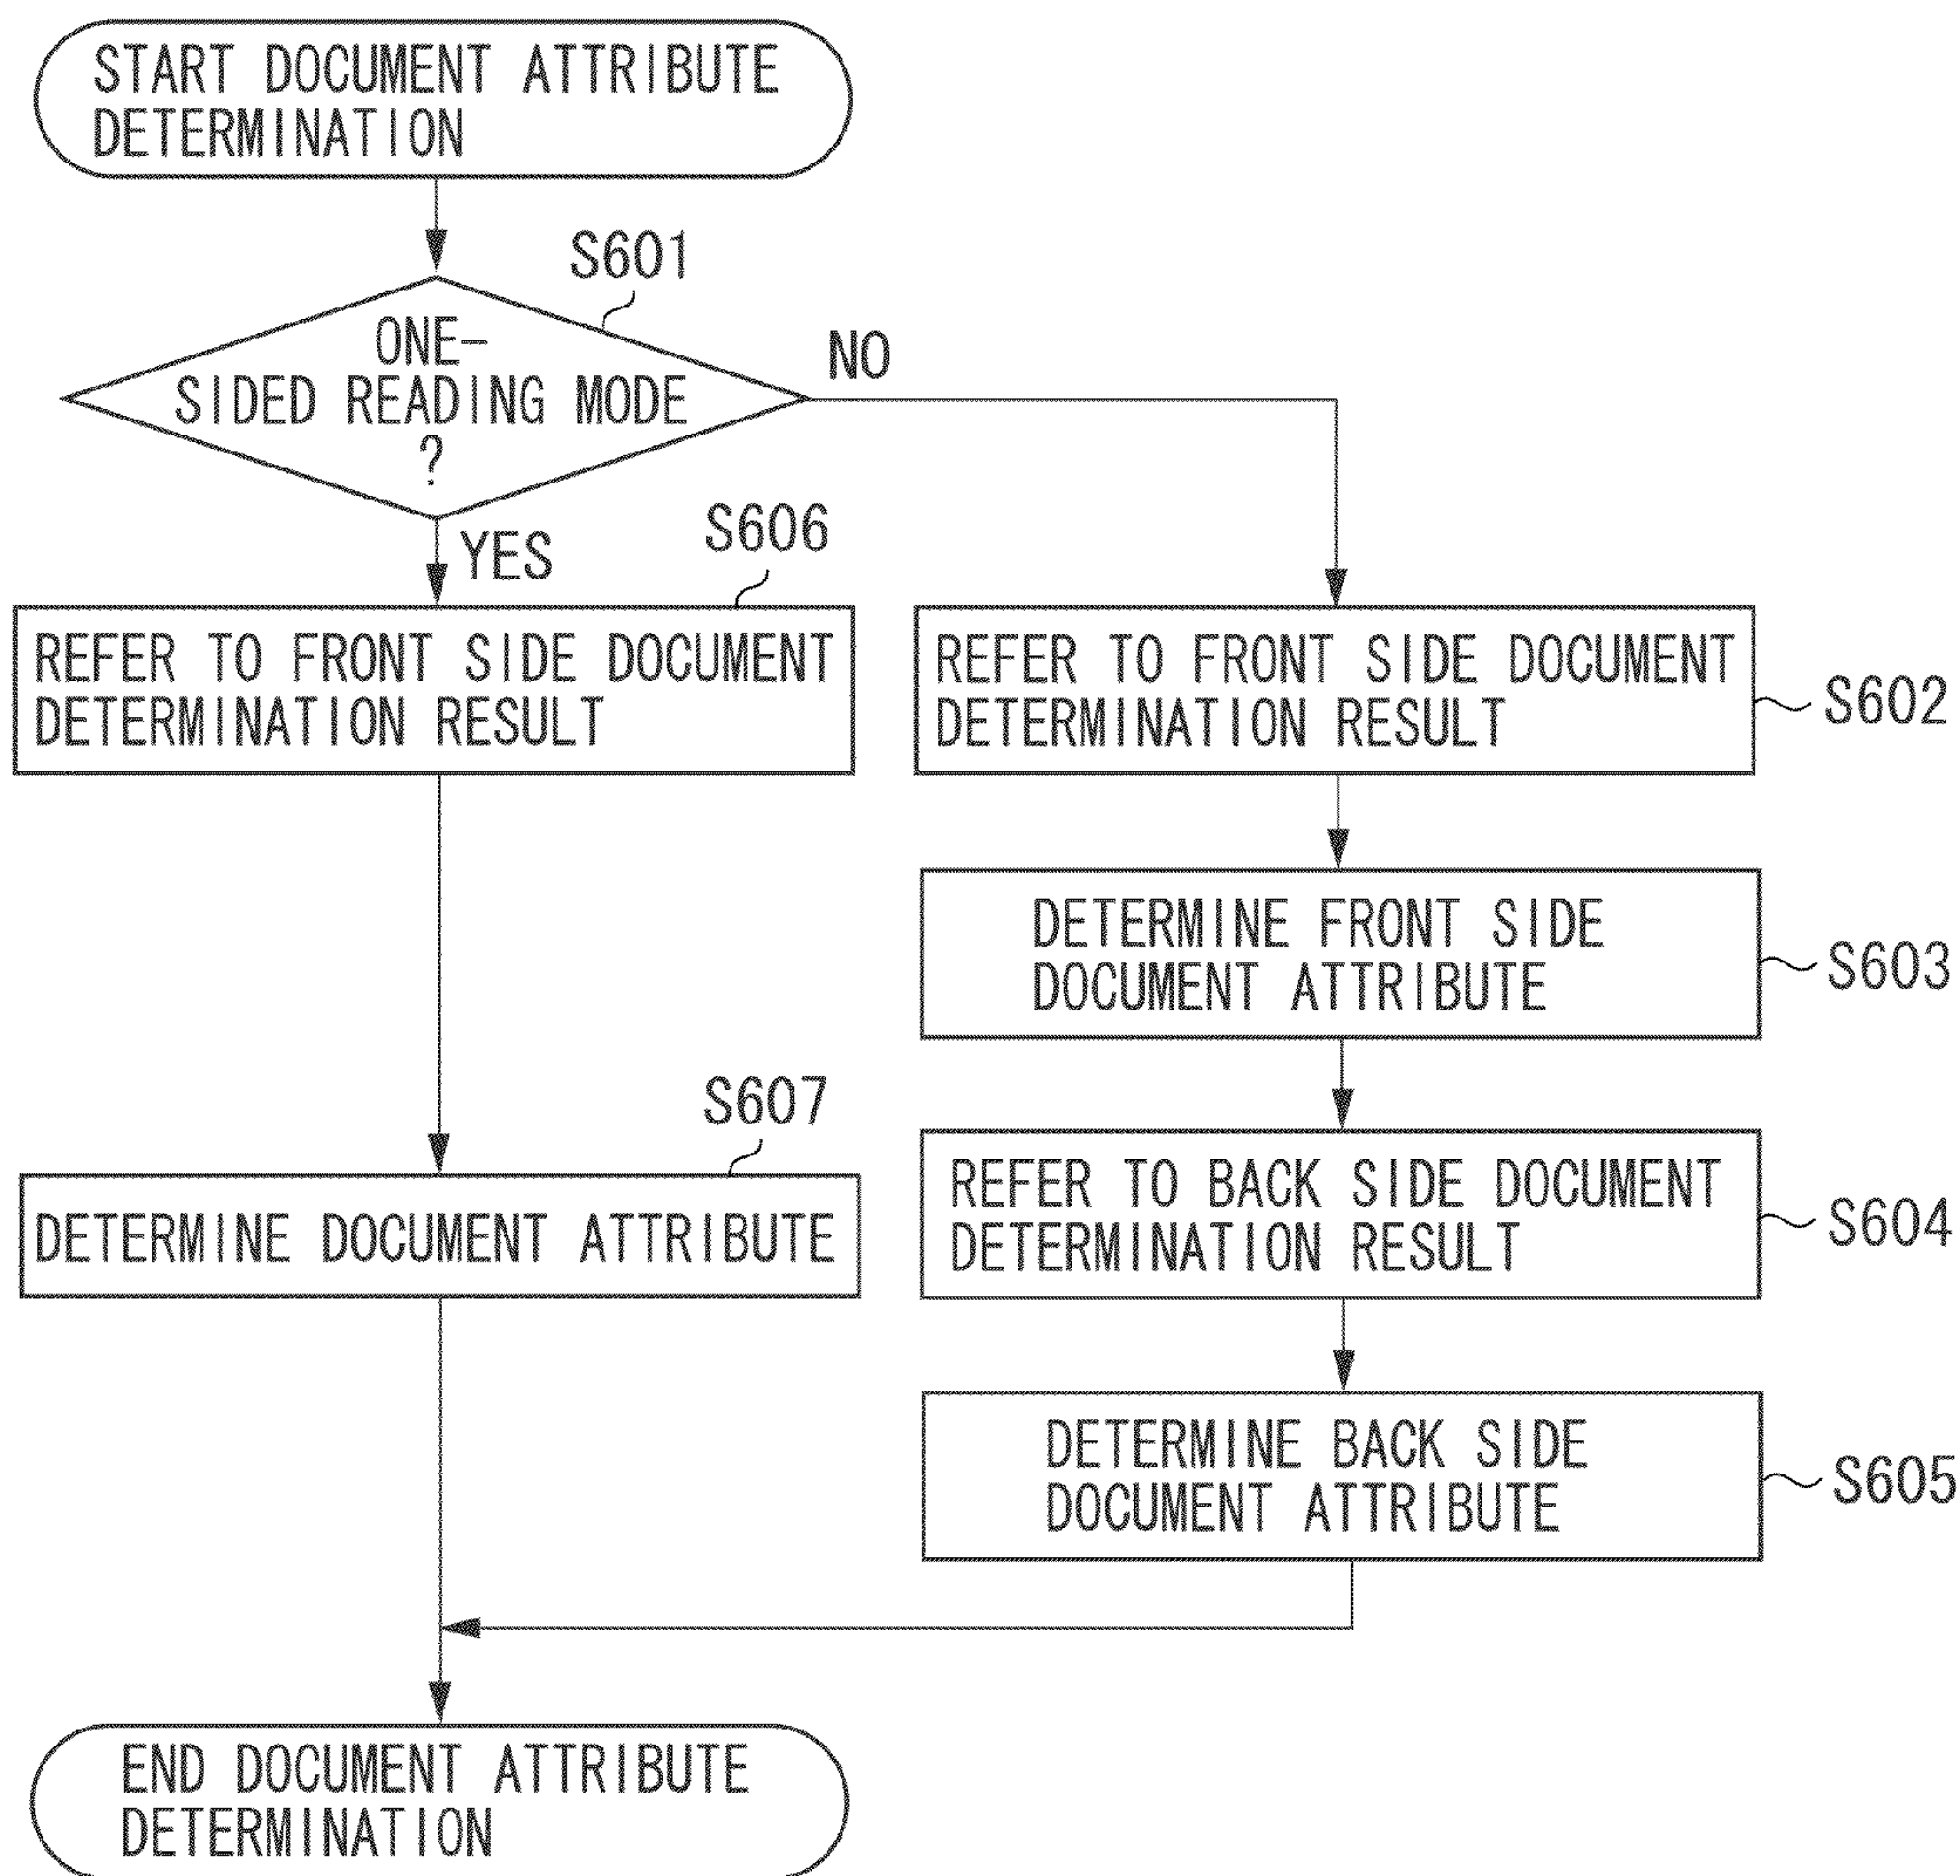 START DOCUMENT ATTRIBUTE
DETERMINATION
S601
ONE-
SIDED READING MODE
?
NO
YES
S606
REFER TO FRONT SIDE DOCUMENT
DETERMINATION RESULT
REFER TO FRONT SIDE DOCUMENT
DETERMINATION RESULT
S602
DETERMINE FRONT SIDE
DOCUMENT ATTRIBUTE
S603
S607
DETERMINE DOCUMENT ATTRIBUTE
REFER TO BACK SIDE DOCUMENT
DETERMINATION RESULT
S604
DETERMINE BACK SIDE
DOCUMENT ATTRIBUTE
S605
END DOCUMENT ATTRIBUTE
DETERMINATION